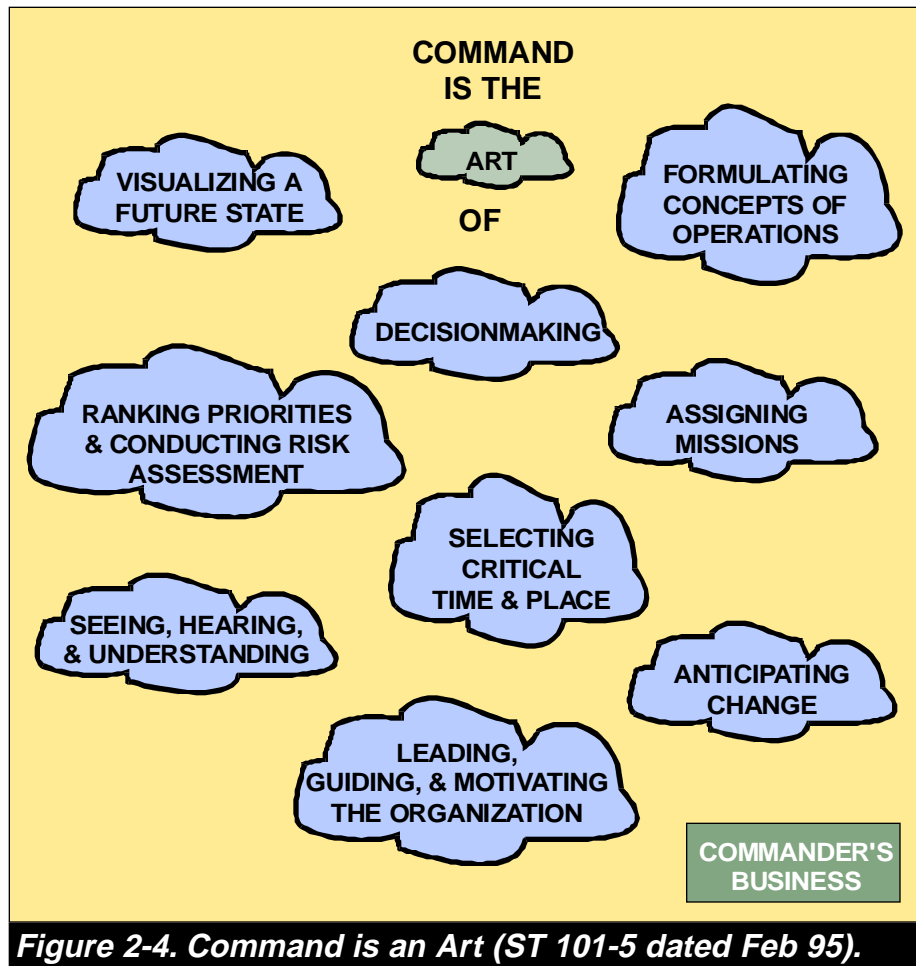 COMMAND
IS THE
ART
OF
VISUALIZING A
FUTURE STATE
FORMULATING
CONCEPTS OF
OPERATIONS
DECISIONMAKING
RANKING PRIORITIES
& CONDUCTING RISK
ASSESSMENT
ASSIGNING
MISSIONS
SELECTING
CRITICAL
TIME & PLACE
SEEING, HEARING,
& UNDERSTANDING
ANTICIPATING
CHANGE
LEADING,
GUIDING, & MOTIVATING
THE ORGANIZATION
COMMANDER'S
BUSINESS
Figure 2-4. Command is an Art (ST 101-5 dated Feb 95).